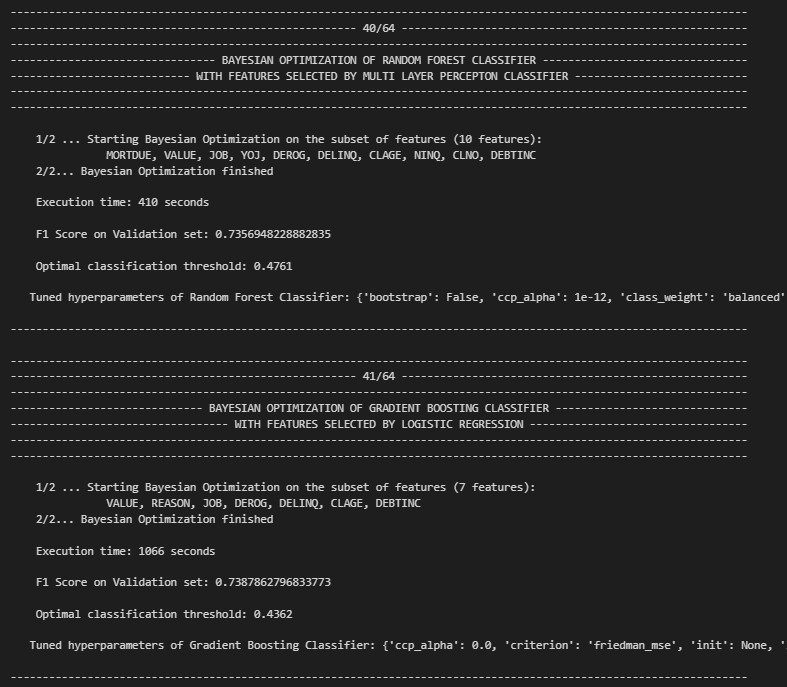 ---------------------------------------------------------------------------------------------------------------------
------------------------------------------------------ 40/64 ------------------------------------------------------
---------------------------------------------------------------------------------------------------------------------
-------------------------------- BAYESIAN OPTIMIZATION OF RANDOM FOREST CLASSIFIER --------------------------------
---------------------------- WITH FEATURES SELECTED BY MULTI LAYER PERCEPTON CLASSIFIER ---------------------------
---------------------------------------------------------------------------------------------------------------------
---------------------------------------------------------------------------------------------------------------------
1/2 ... Starting Bayesian Optimization on the subset of features (10 features):
MORTDUE, VALUE, JOB, YOJ, DEROG, DELINQ, CLAGE, NINQ, CLNO, DEBTINC
2/2... Bayesian Optimization finished
Execution time: 410 seconds
F1 Score on Validation set: 0.7356948228882835
Optimal classification threshold: 0.4761
Tuned hyperparameters of Random Forest Classifier: {'bootstrap': False, 'ccp_alpha': 1e-12, 'class_weight': 'balanced'
---------------------------------------------------------------------------------------------------------------------
---------------------------------------------------------------------------------------------------------------------
------------------------------------------------------ 41/64 ------------------------------------------------------
---------------------------------------------------------------------------------------------------------------------
------------------------------ BAYESIAN OPTIMIZATION OF GRADIENT BOOSTING CLASSIFIER ------------------------------
---------------------------------- WITH FEATURES SELECTED BY LOGISTIC REGRESSION ----------------------------------
---------------------------------------------------------------------------------------------------------------------
---------------------------------------------------------------------------------------------------------------------
1/2 ... Starting Bayesian Optimization on the subset of features (7 features):
VALUE, REASON, JOB, DEROG, DELINQ, CLAGE, DEBTINC
2/2... Bayesian Optimization finished
Execution time: 1066 seconds
F1 Score on Validation set: 0.7387862796833773
Optimal classification threshold: 0.4362
Tuned hyperparameters of Gradient Boosting Classifier: {'ccp_alpha': 0.0, 'criterion': 'friedman_mse', 'init': None, '
---------------------------------------------------------------------------------------------------------------------